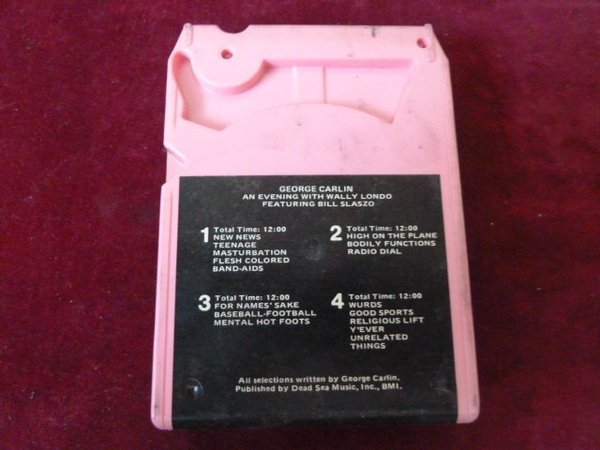 GEORGE CARLIN
AN EVENING WITH WALLY LONDO
FEATURING BILL SLASZO
1 Total Time: 12:00
NEW NEWS
TEENAGE
MASTURBATION
FLESH COLORED
BAND-AIDS
2 Total Time: 12:00
HIGH ON THE PLANE
BODILY FUNCTIONS
RADIO DIAL
3 Total Time: 12:00
FOR NAMES' SAKE
BASEBALL-FOOTBALL
MENTAL HOT FOOTS
4 Total Time: 12:00
WURDS
GOOD SPORTS
RELIGIOUS LIFT
Y'EVER
UNRELATED
THINGS
All selections written by George Carlin.
Published by Dead Sea Music, Inc., BMI.